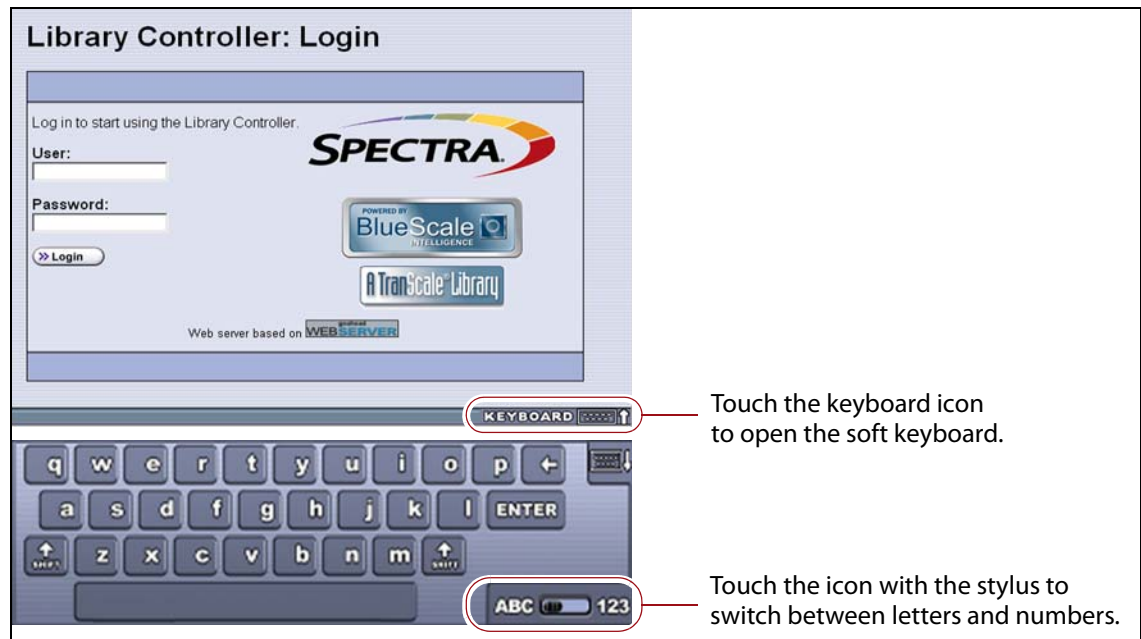 Library Controller: Login
Log in to start using the Library Controller.
SPECTRA
User:
Password:
POWERED BY
BlueScale
INTELLIGENCE
>> Login
A TranScale® Library
Web server based on goahead WEBSERVER
KEYBOARD
Touch the keyboard icon
to open the soft keyboard.
q w e r t y u i o p
a s d f g h j k l ENTER
SHIFT z x c v b n m SHIFT
ABC 123
Touch the icon with the stylus to
switch between letters and numbers.